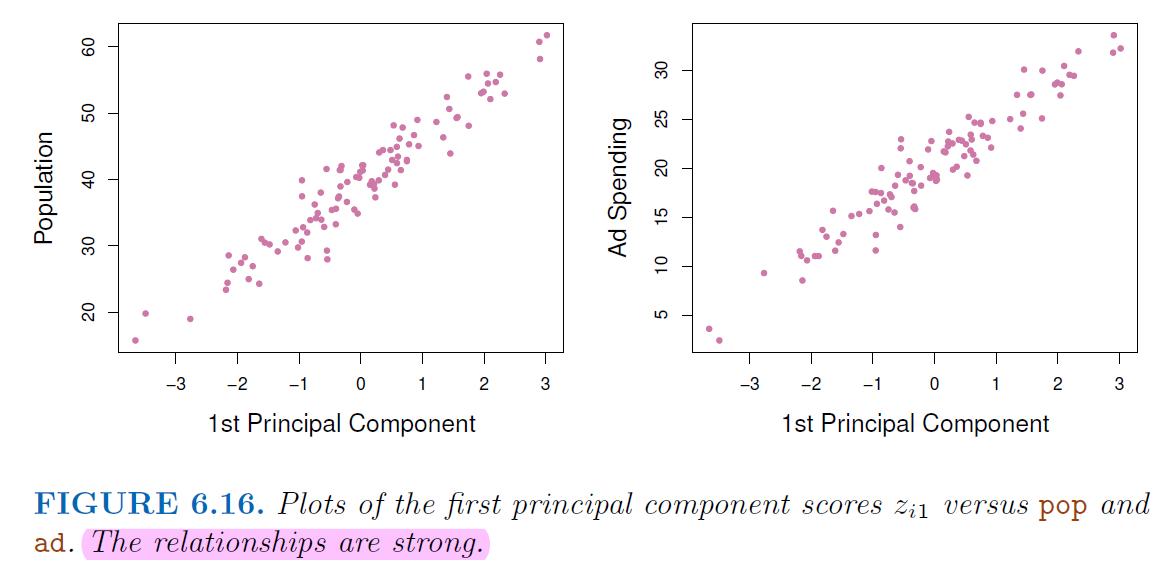 Population
60
50
40
30
20
−3 −2 −1 0 1 2 3
1st Principal Component
Ad Spending
30
25
20
15
10
5
−3 −2 −1 0 1 2 3
1st Principal Component
FIGURE 6.16. Plots of the first principal component scores zi1 versus pop and
ad. The relationships are strong.